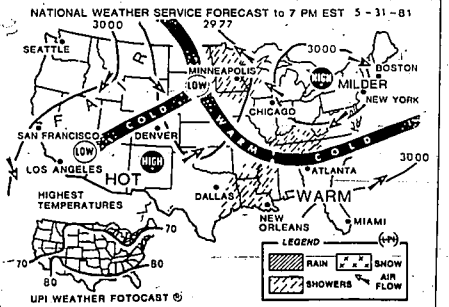 NATIONAL WEATHER SERVICE FORECAST to 7 PM EST 5-31-81
3000
2977
SEATTLE
3000
F A I R
MINNEAPOLIS
BOSTON
LOW
HIGH
MILDER
NEW YORK
CHICAGO
COLD
SAN FRANCISCO
DENVER
WARM
COLD
LOW
HIGH
3000
LOS ANGELES
HOT
ATLANTA
HIGHEST
TEMPERATURES
DALLAS
WARM
NEW
ORLEANS
MIAMI
70
70
80
80
LEGEND
RAIN
SNOW
SHOWERS
AIR
FLOW
UPI WEATHER FOTOCAST ®